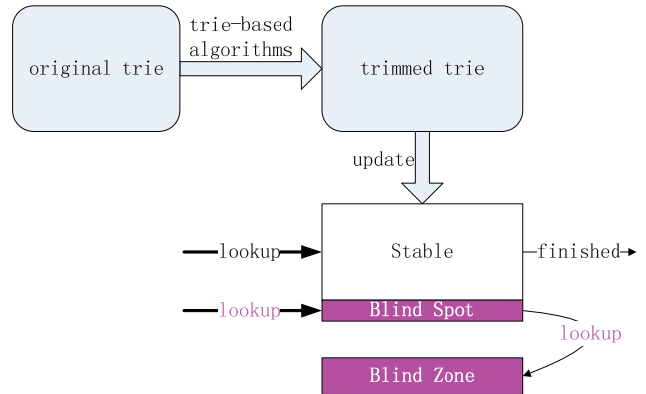 trie-based
algorithms
original trie
trimmed trie
update
lookup
Stable
finished
lookup
Blind Spot
lookup
Blind Zone